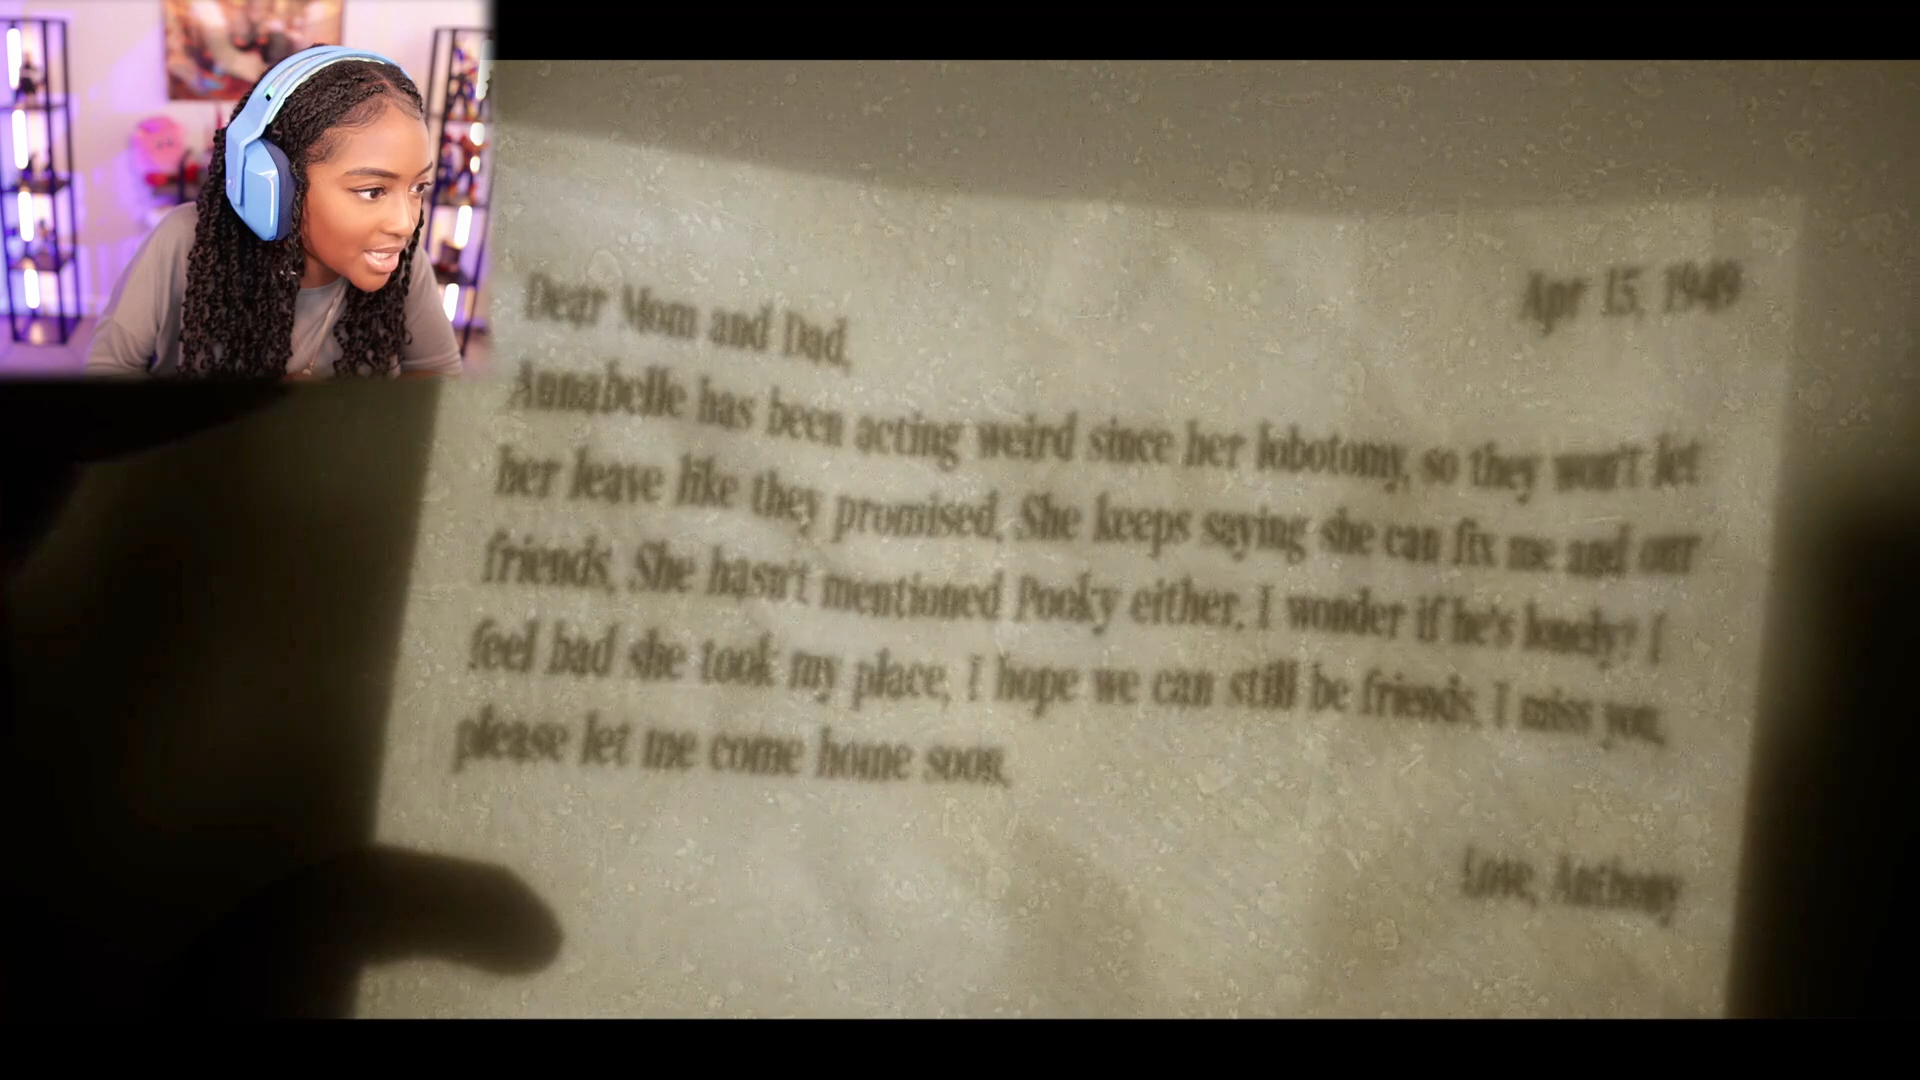 Apr 15, 1949
Dear Mom and Dad,
Annabelle has been acting weird since her lobotomy, so they won't let
her leave like they promised. She keeps saying she can fix me and our
friends. She hasn't mentioned Pooky either. I wonder if he's lonely? I
feel bad she took my place, I hope we can still be friends. I miss you,
please let me come home soon.
Love, Anthony